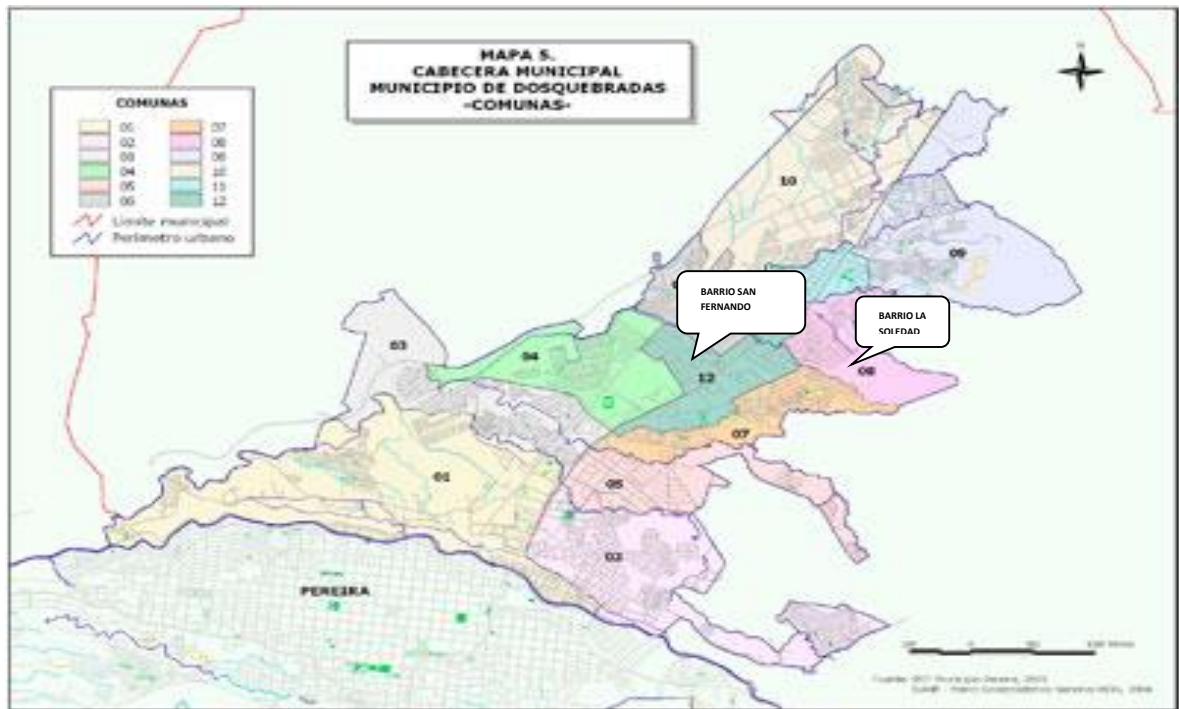 MAPA 5.
CABECERA MUNICIPAL
MUNICIPIO DE DOSQUEBRADAS
-COMUNAS-
COMUNAS
01
02
03
04
05
06
07
08
09
10
11
12
Limite municipal
Perimetro urbano
10
09
BARRIO SAN
FERNANDO
BARRIO LA
SOLEDAD
03
04
12
08
07
01
05
02
PEREIRA